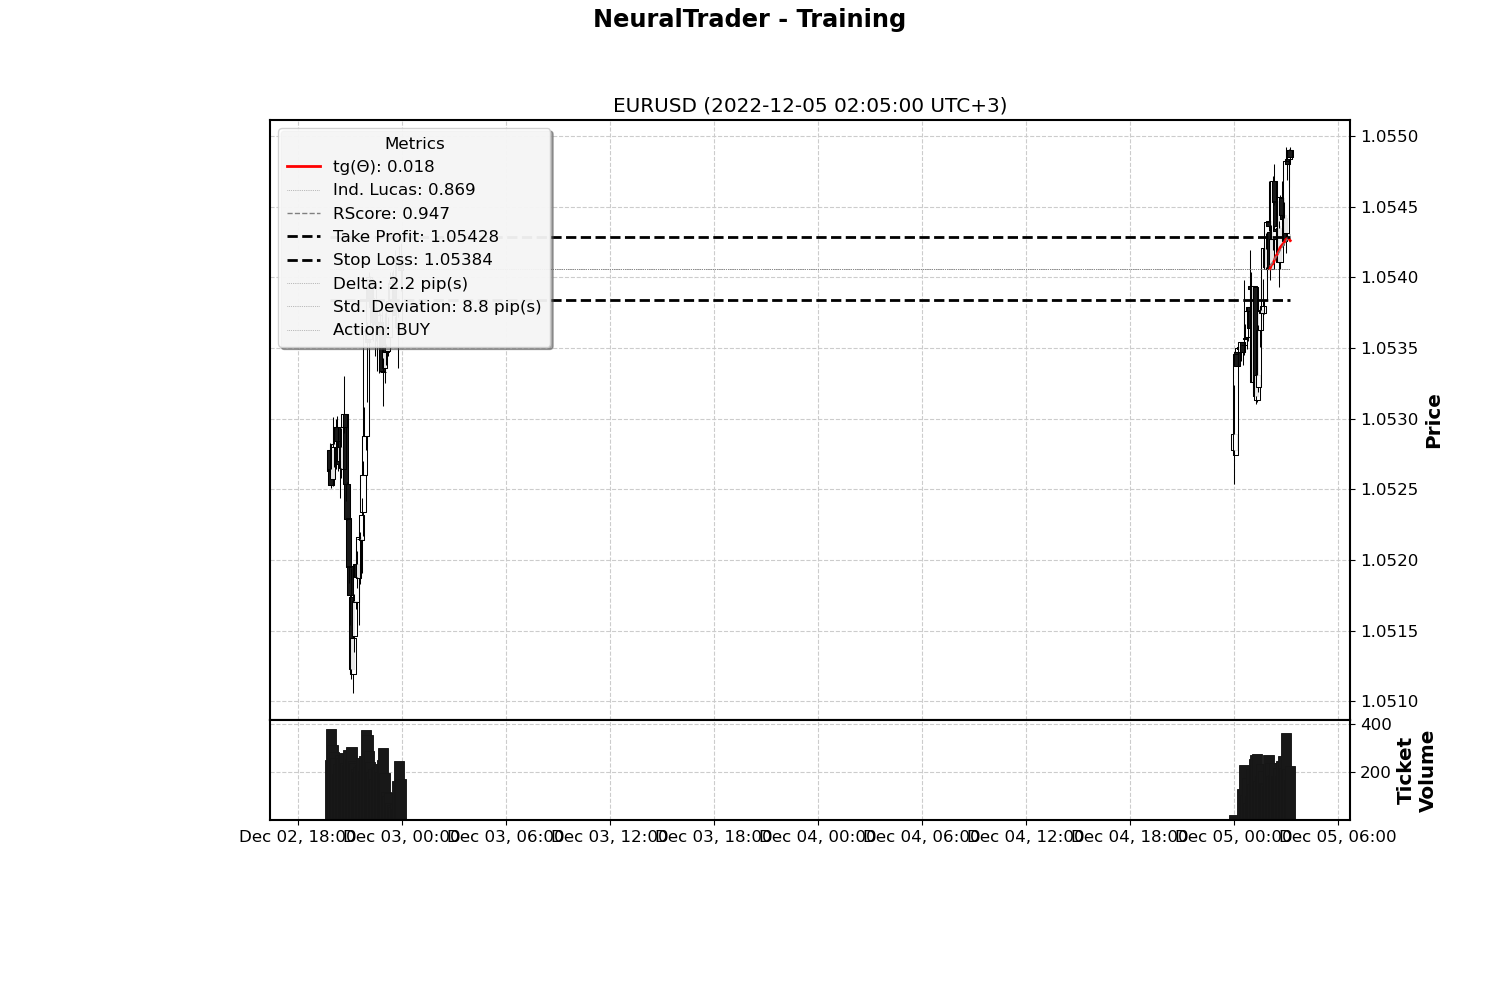 NeuralTrader - Training
EURUSD (2022-12-05 02:05:00 UTC+3)
Metrics
tg(Θ): 0.018
Ind. Lucas: 0.869
RScore: 0.947
Take Profit: 1.05428
Stop Loss: 1.05384
Delta: 2.2 pip(s)
Std. Deviation: 8.8 pip(s)
Action: BUY
1.0550
1.0545
1.0540
1.0535
1.0530
1.0525
1.0520
1.0515
1.0510
Price
400
200
Ticket
Volume
Dec 02, 18:00 Dec 03, 00:00 Dec 03, 06:00 Dec 03, 12:00 Dec 03, 18:00 Dec 04, 00:00 Dec 04, 06:00 Dec 04, 12:00 Dec 04, 18:00 Dec 05, 00:00 Dec 05, 06:00